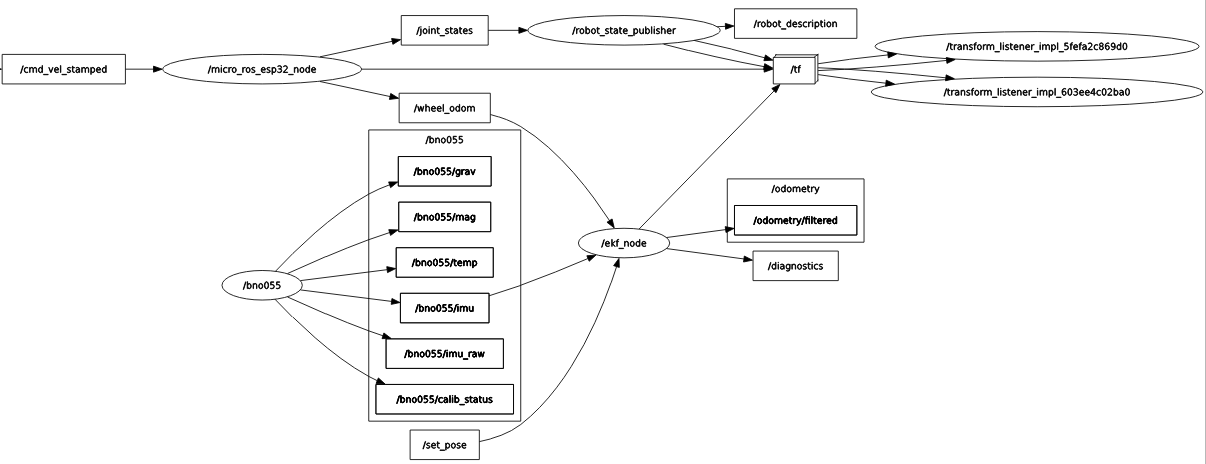 /cmd_vel_stamped
/micro_ros_esp32_node
/joint_states
/robot_state_publisher
/robot_description
/tf
/transform_listener_impl_5fefa2c869d0
/transform_listener_impl_603ee4c02ba0
/wheel_odom
/bno055
/bno055/grav
/bno055/mag
/bno055/temp
/bno055/imu
/bno055/imu_raw
/bno055/calib_status
/bno055
/set_pose
/ekf_node
/odometry
/odometry/filtered
/diagnostics